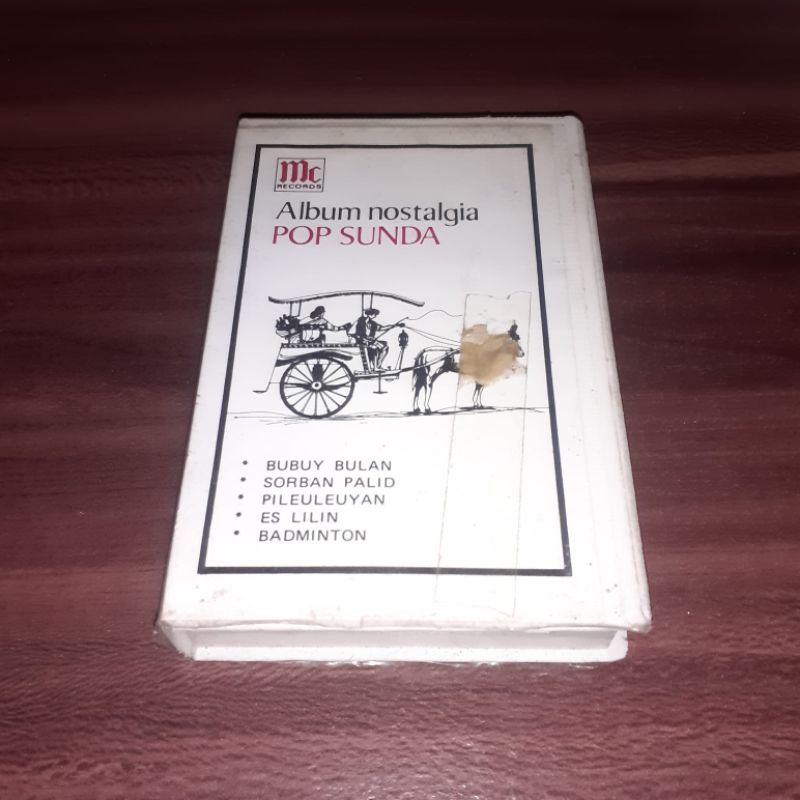 Mc
RECORDS
Album nostalgia
POP SUNDA
• BUBUY BULAN
• SORBAN PALID
• PILEULEUYAN
• ES LILIN
• BADMINTON